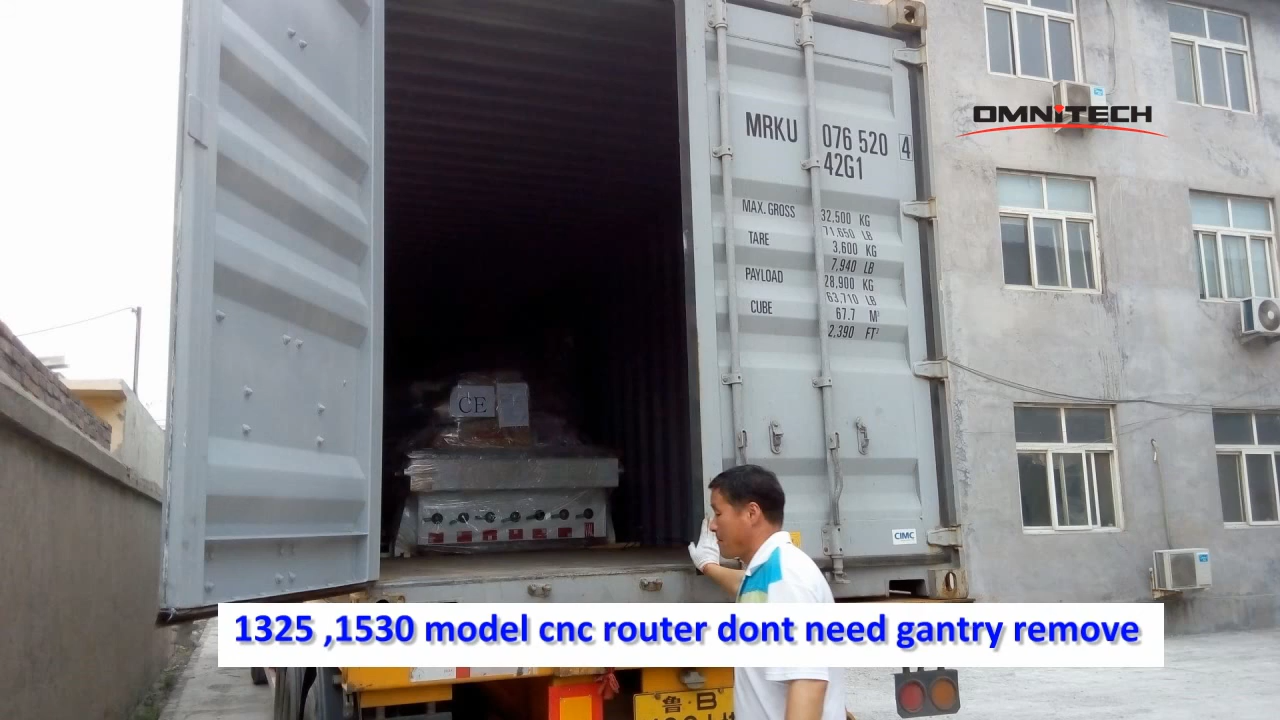 OMNITECH
MRKU 076 520 4
42G1
MAX. GROSS 32,500 KG
71,650 LB
TARE 3,600 KG
7,940 LB
PAYLOAD 28,900 KG
63,710 LB
CUBE 67.7 M³
2,390 FT³
CE
CIMC
1325 ,1530 model cnc router dont need gantry remove
鲁 B